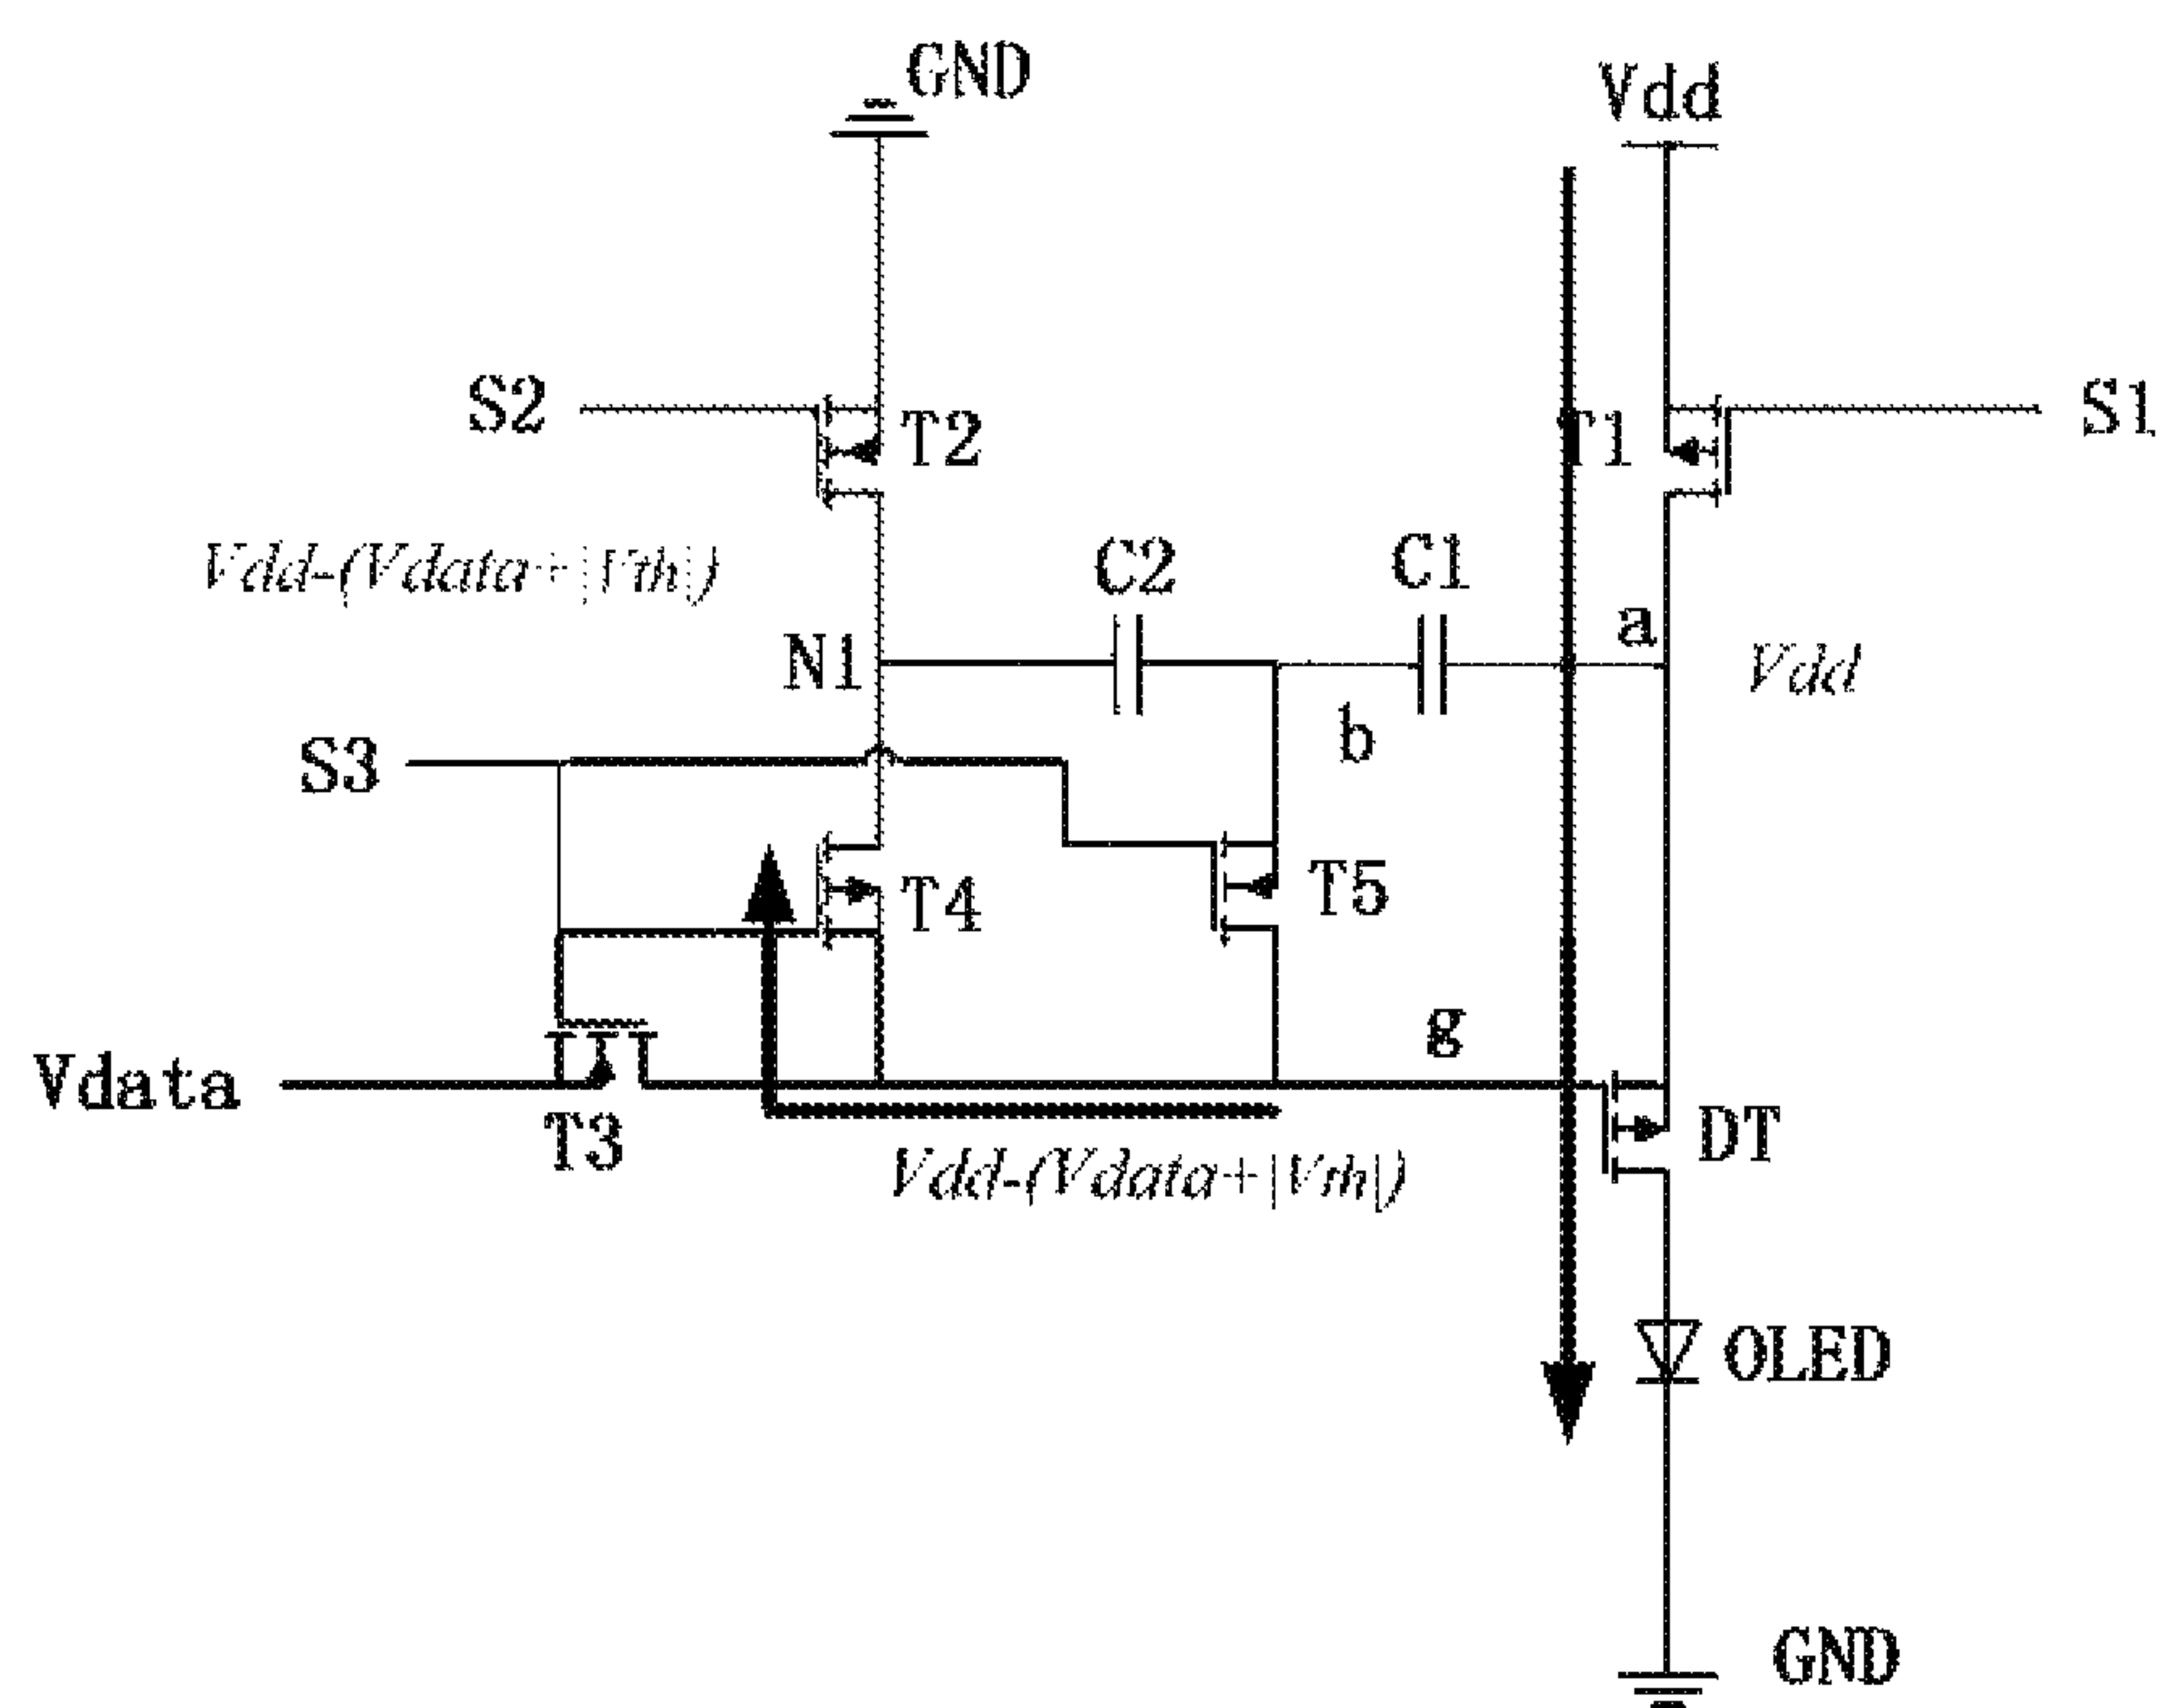 GND
Vdd
S2
T2
T1
S1
Vdd-(Vdata+|Vth|)
C2
C1
a
N1
Vdd
b
S3
T4
T5
g
Vdata
T3
DT
Vdd-(Vdata+|Vth|)
OLED
GND